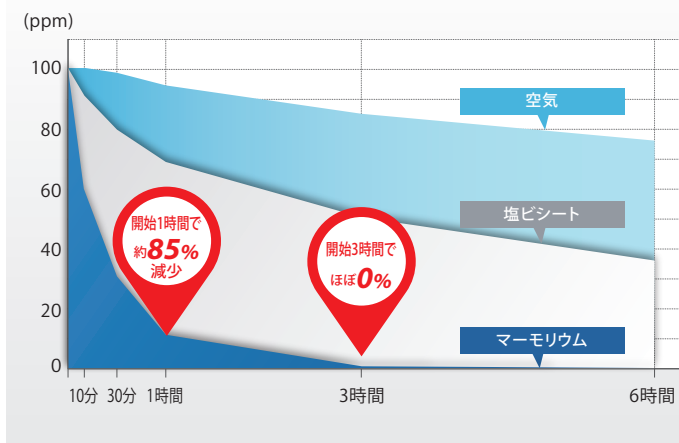 (ppm)
100
80
60
40
20
0
空気
塩ビシート
マーモリウム
開始1時間で
約85%
減少
開始3時間で
ほぼ0%
10分 30分 1時間 3時間 6時間